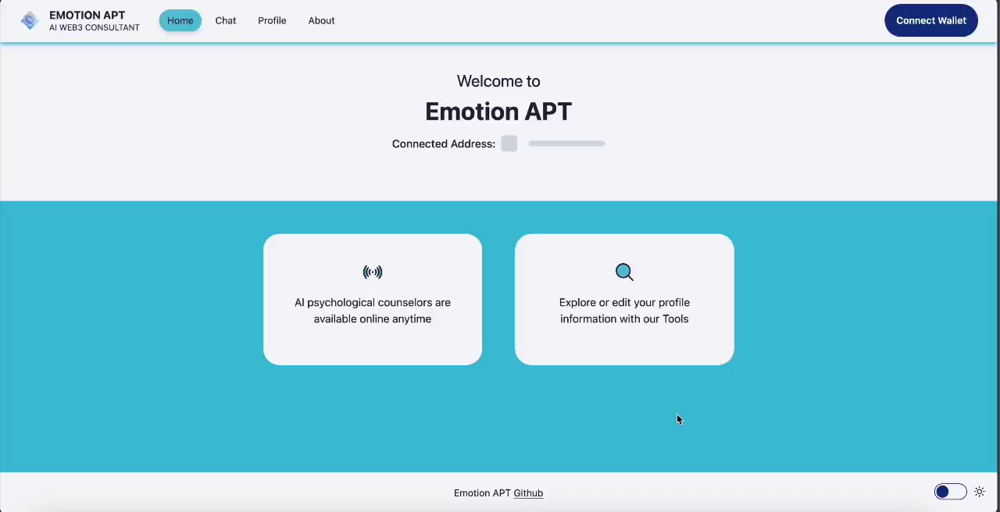 EMOTION APT
AI WEB3 CONSULTANT
Home
Chat
Profile
About
Connect Wallet
Welcome to
Emotion APT
Connected Address:
AI psychological counselors are
available online anytime
Explore or edit your profile
information with our Tools
Emotion APT Github